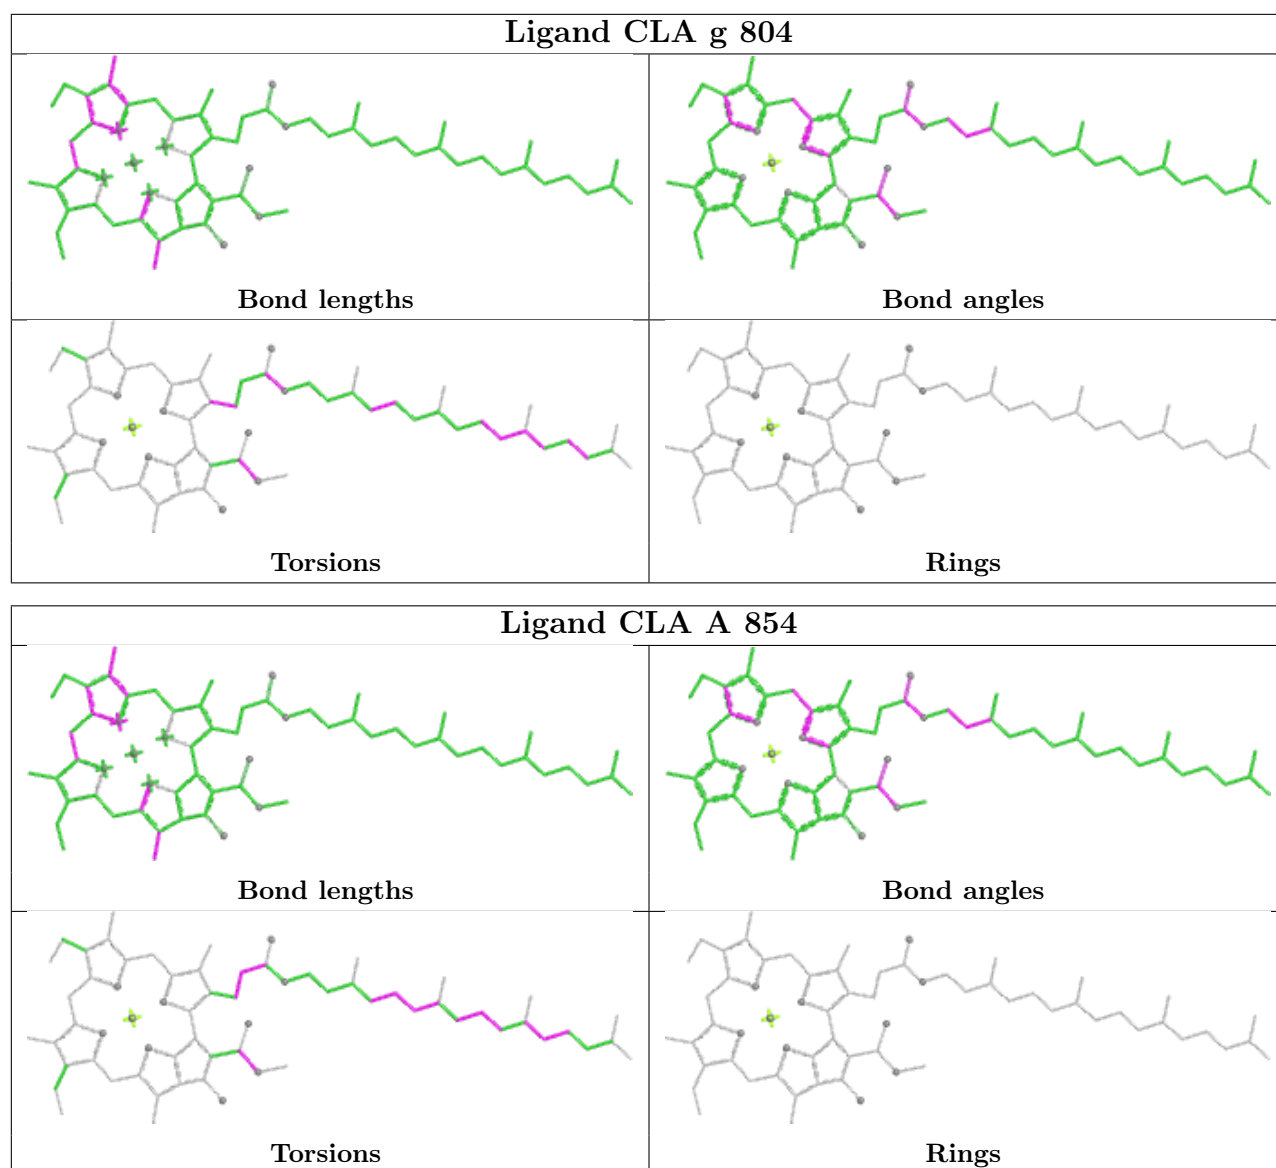 Ligand CLA g 804
Bond lengths
Bond angles
Torsions
Rings
Ligand CLA A 854
Bond lengths
Bond angles
Torsions
Rings